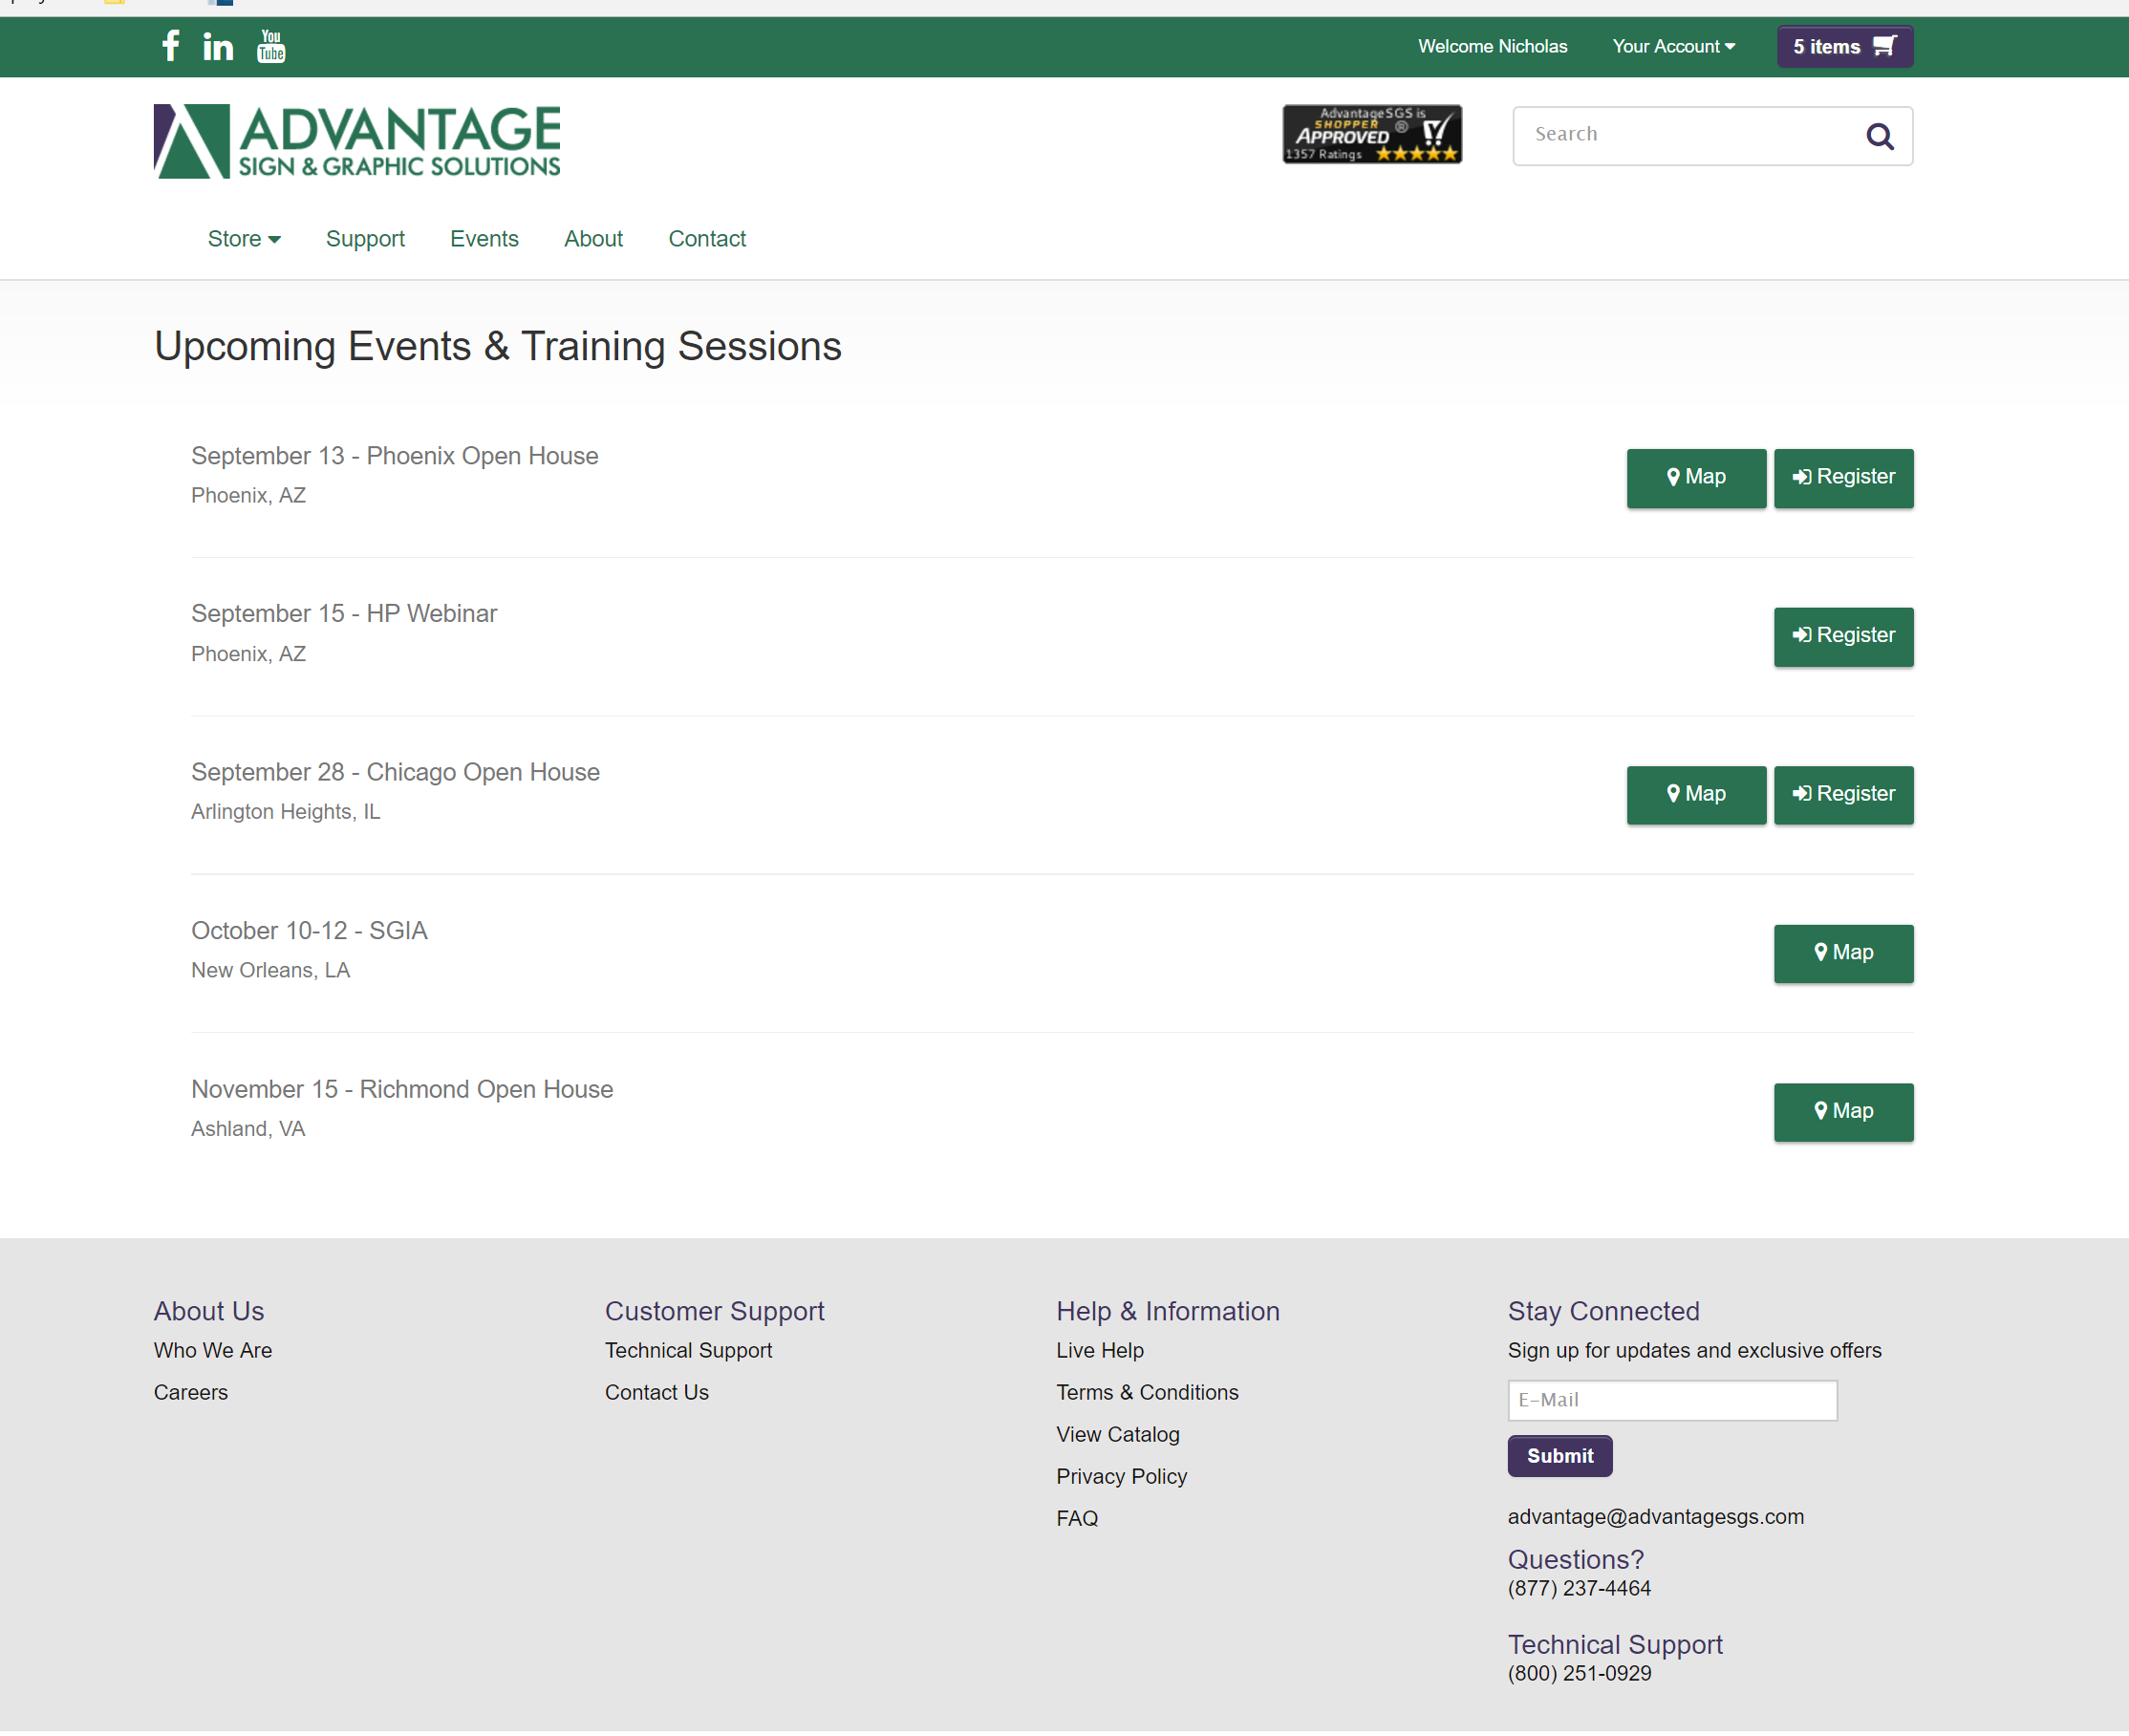 You
Tube
Welcome Nicholas
Your Account
5 items
ADVANTAGE
SIGN & GRAPHIC SOLUTIONS
AdvantageSGS is
SHOPPER
APPROVED ®
1357 Ratings
Search
Store
Support
Events
About
Contact
Upcoming Events & Training Sessions
September 13 - Phoenix Open House
Phoenix, AZ
Map
Register
September 15 - HP Webinar
Phoenix, AZ
Register
September 28 - Chicago Open House
Arlington Heights, IL
Map
Register
October 10-12 - SGIA
New Orleans, LA
Map
November 15 - Richmond Open House
Ashland, VA
Map
About Us
Who We Are
Careers
Customer Support
Technical Support
Contact Us
Help & Information
Live Help
Terms & Conditions
View Catalog
Privacy Policy
FAQ
Stay Connected
Sign up for updates and exclusive offers
E-Mail
Submit
advantage@advantagesgs.com
Questions?
(877) 237-4464
Technical Support
(800) 251-0929